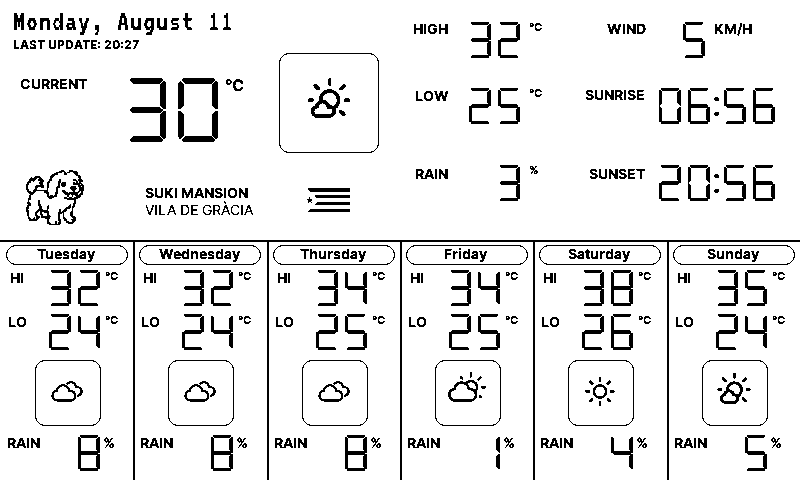 Monday, August 11
LAST UPDATE: 20:27
CURRENT 30 °C
SUKI MANSION
VILA DE GRÀCIA
HIGH 32 °C
LOW 25 °C
RAIN 3 %
WIND 5 KM/H
SUNRISE 06:56
SUNSET 20:56
Tuesday
HI 32 °C
LO 24 °C
RAIN 8 %
Wednesday
HI 32 °C
LO 24 °C
RAIN 8 %
Thursday
HI 34 °C
LO 25 °C
RAIN 8 %
Friday
HI 34 °C
LO 25 °C
RAIN 1 %
Saturday
HI 38 °C
LO 26 °C
RAIN 4 %
Sunday
HI 35 °C
LO 24 °C
RAIN 5 %